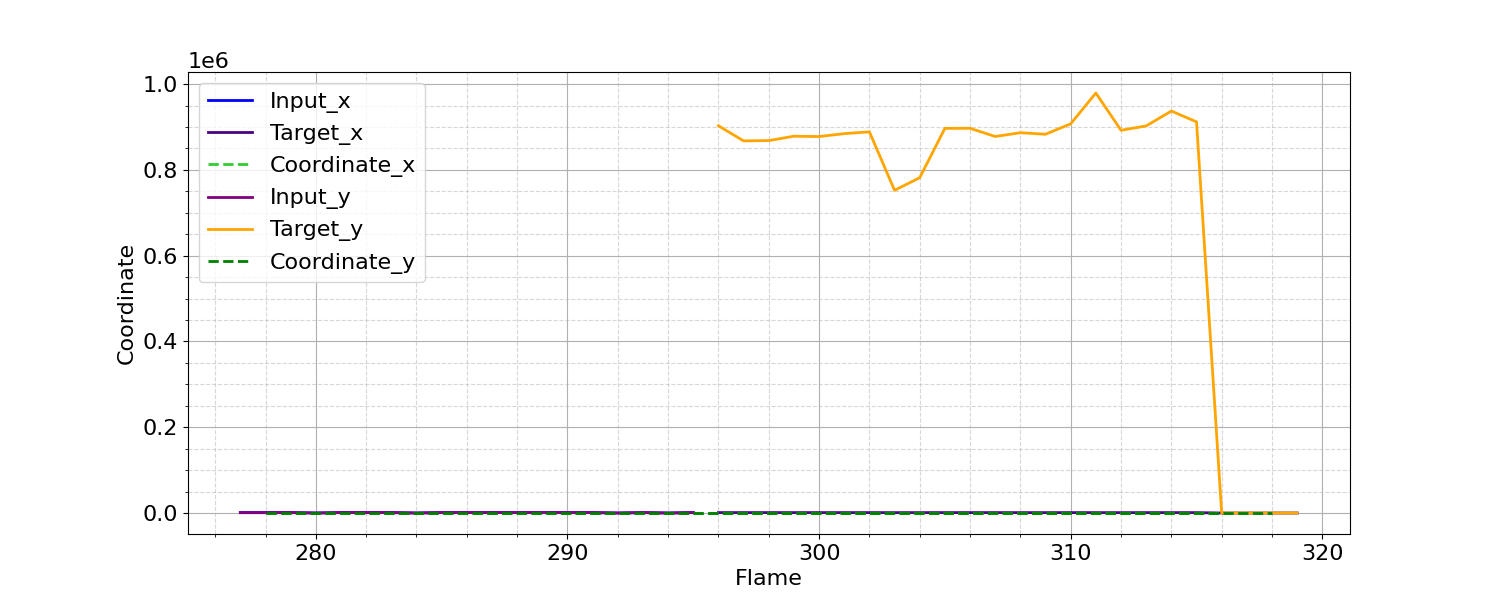 1e6
1.0
0.8
0.6
0.4
0.2
0.0
Coordinate
Input_x
Target_x
Coordinate_x
Input_y
Target_y
Coordinate_y
280 290 300 310 320
Flame